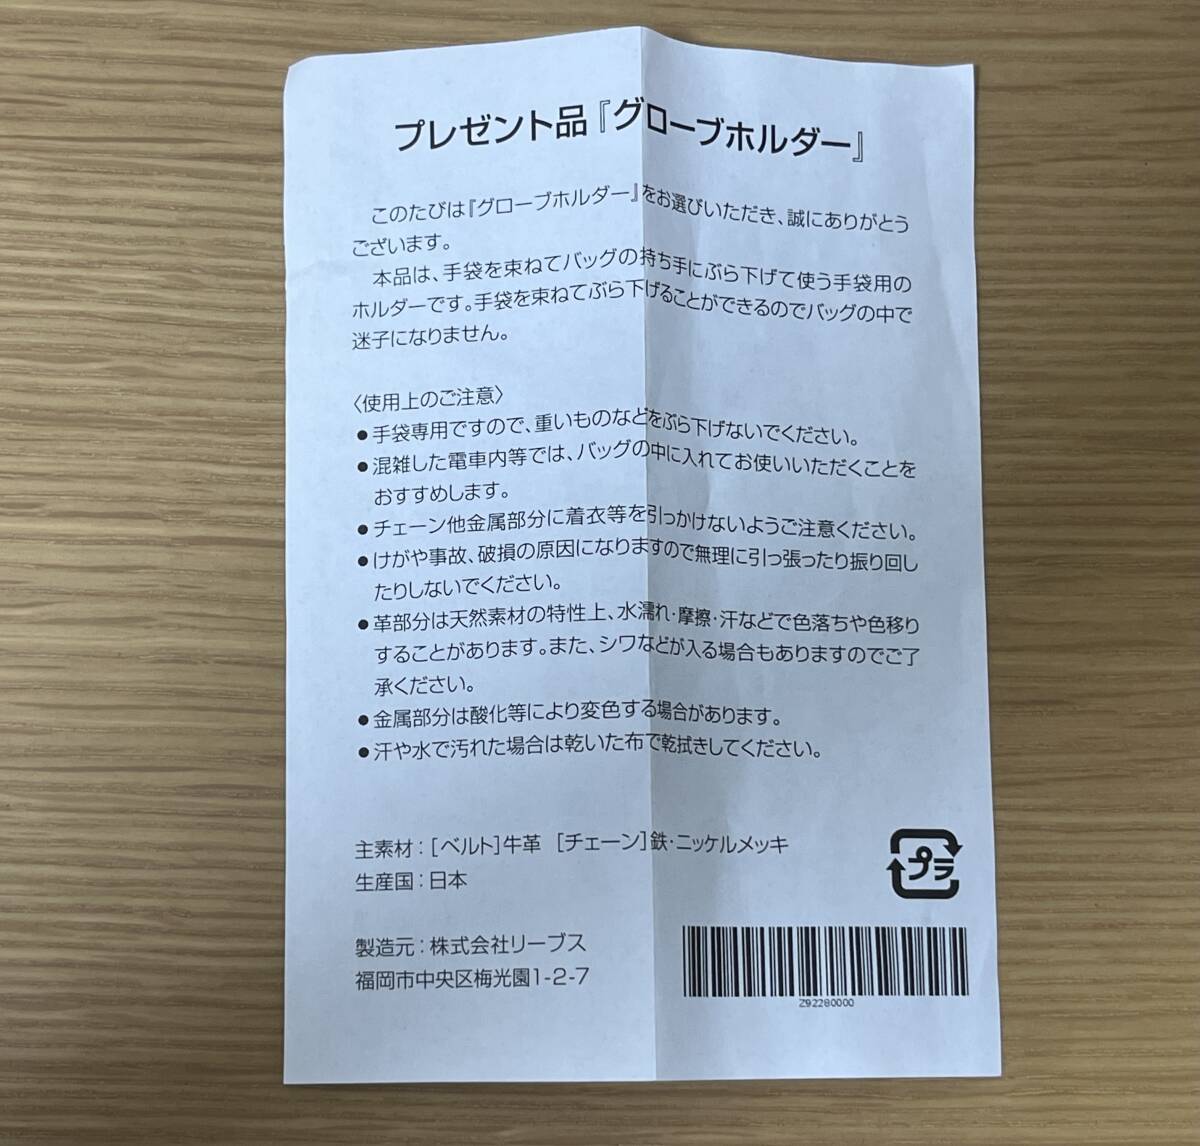 プレゼント品『グローブホルダー』
このたびは『グローブホルダー』をお選びいただき、誠にありがとう
ございます。
本品は、手袋を束ねてバッグの持ち手にぶら下げて使う手袋用の
ホルダーです。手袋を束ねてぶら下げることができるのでバッグの中で
迷子になりません。
〈使用上のご注意〉
●手袋専用ですので、重いものなどをぶら下げないでください。
●混雑した電車内等では、バッグの中に入れてお使いいただくことを
おすすめします。
●チェーン他金属部分に着衣等を引っかけないようご注意ください。
●けがや事故、破損の原因になりますので無理に引っ張ったり振り回し
たりしないでください。
●革部分は天然素材の特性上、水濡れ・摩擦・汗などで色落ちや色移り
することがあります。また、シワなどが入る場合もありますのでご了
承ください。
●金属部分は酸化等により変色する場合があります。
●汗や水で汚れた場合は乾いた布で乾拭きしてください。
主素材：［ベルト］牛革　［チェーン］鉄・ニッケルメッキ
生産国：日本
プラ
製造元：株式会社リーブス
福岡市中央区梅光園1-2-7
Z92280000